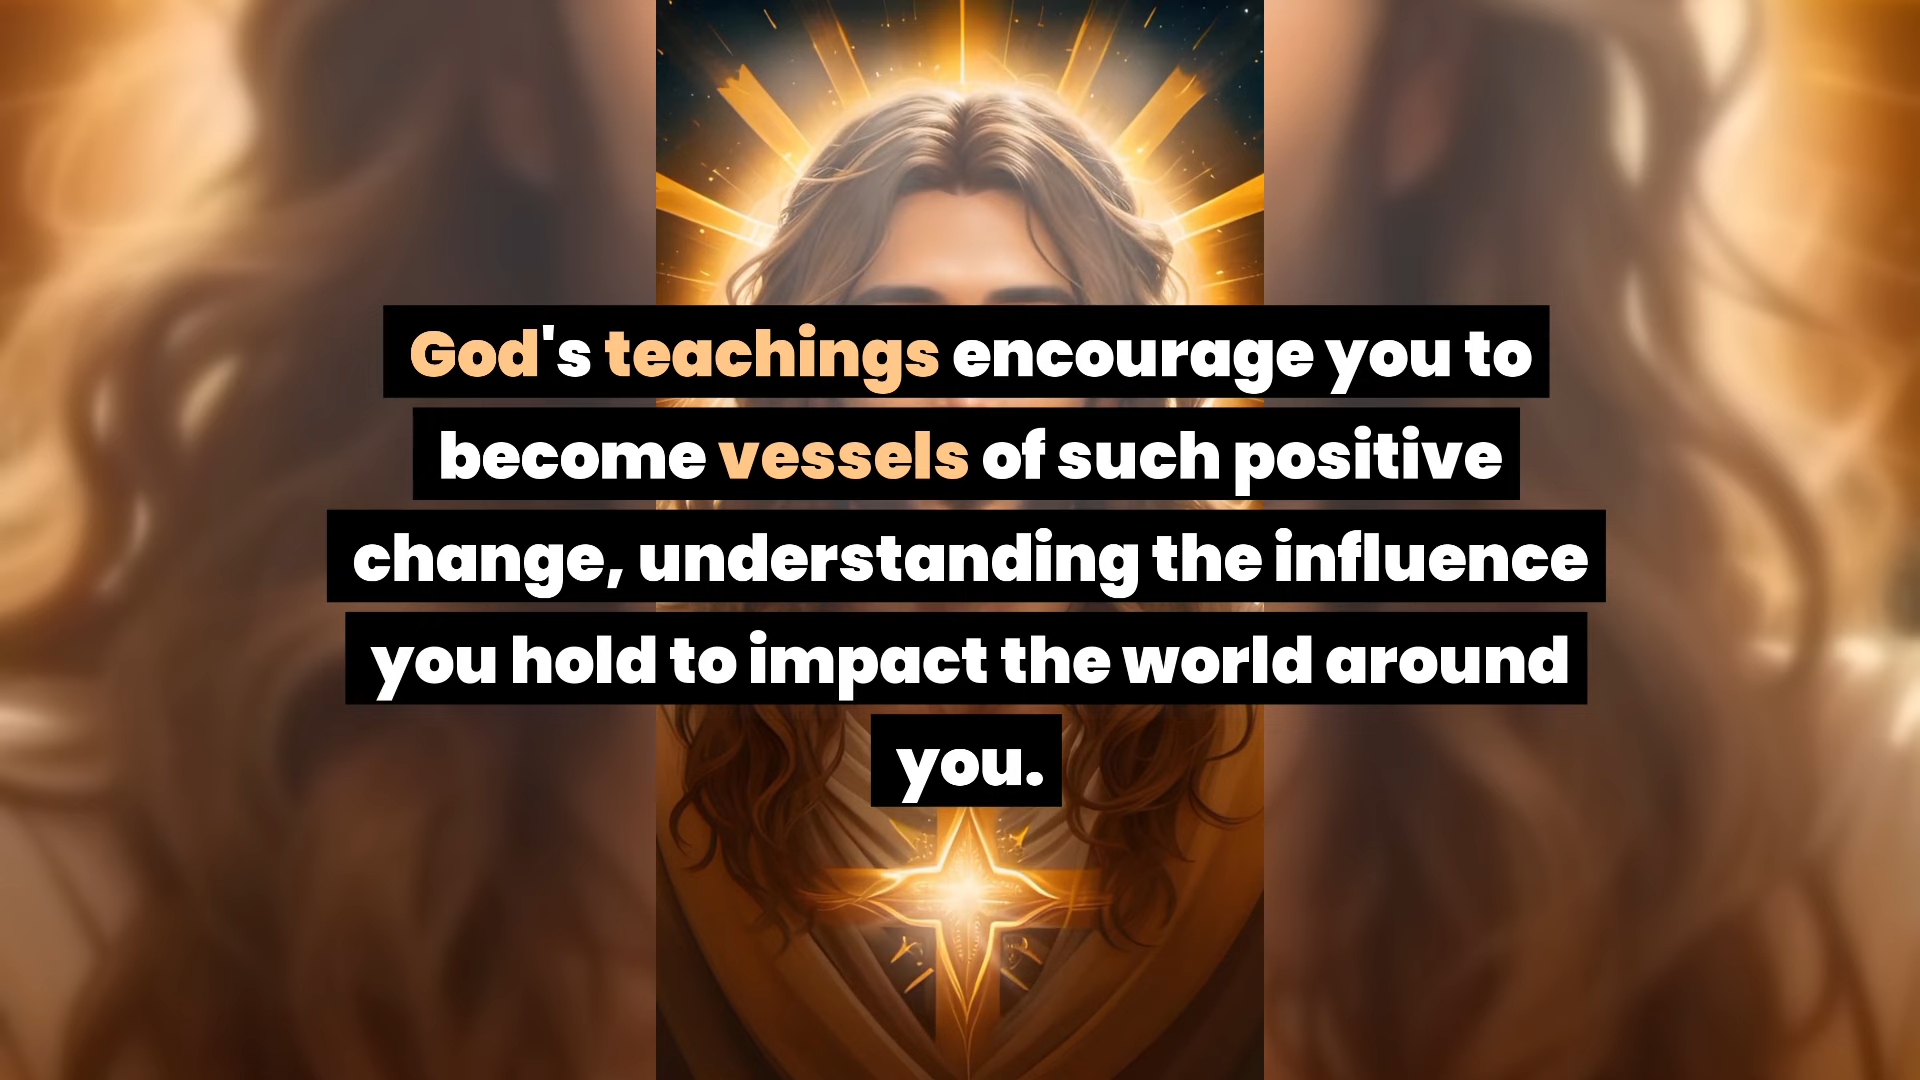 God's teachings encourage you to
become vessels of such positive
change, understanding the influence
you hold to impact the world around
you.